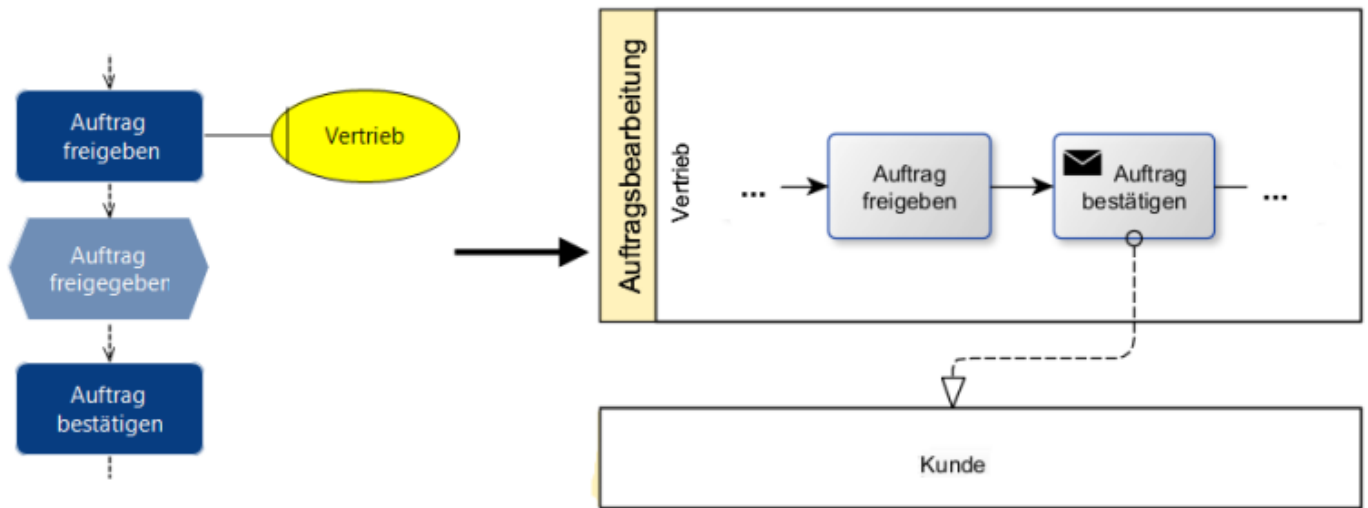 Auftrag
freigeben
Vertrieb
Auftrag
freigegeben
Auftrag
bestätigen
Auftragsbearbeitung
Vertrieb
...
Auftrag
freigeben
Auftrag
bestätigen
...
Kunde